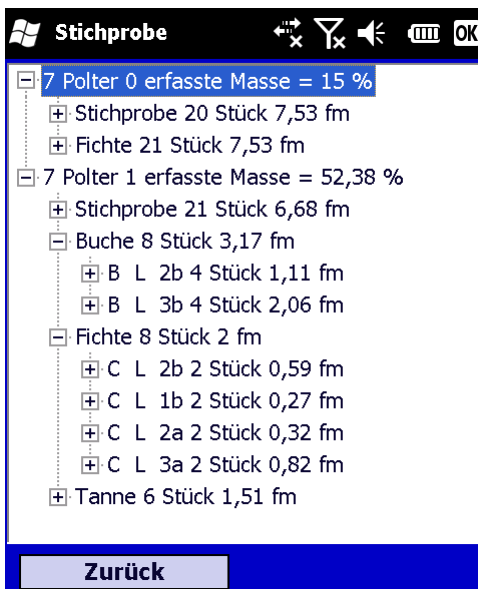 Stichprobe OK
7 Polter 0 erfasste Masse = 15 %
Stichprobe 20 Stück 7,53 fm
Fichte 21 Stück 7,53 fm
7 Polter 1 erfasste Masse = 52,38 %
Stichprobe 21 Stück 6,68 fm
Buche 8 Stück 3,17 fm
B L 2b 4 Stück 1,11 fm
B L 3b 4 Stück 2,06 fm
Fichte 8 Stück 2 fm
C L 2b 2 Stück 0,59 fm
C L 1b 2 Stück 0,27 fm
C L 2a 2 Stück 0,32 fm
C L 3a 2 Stück 0,82 fm
Tanne 6 Stück 1,51 fm
Zurück